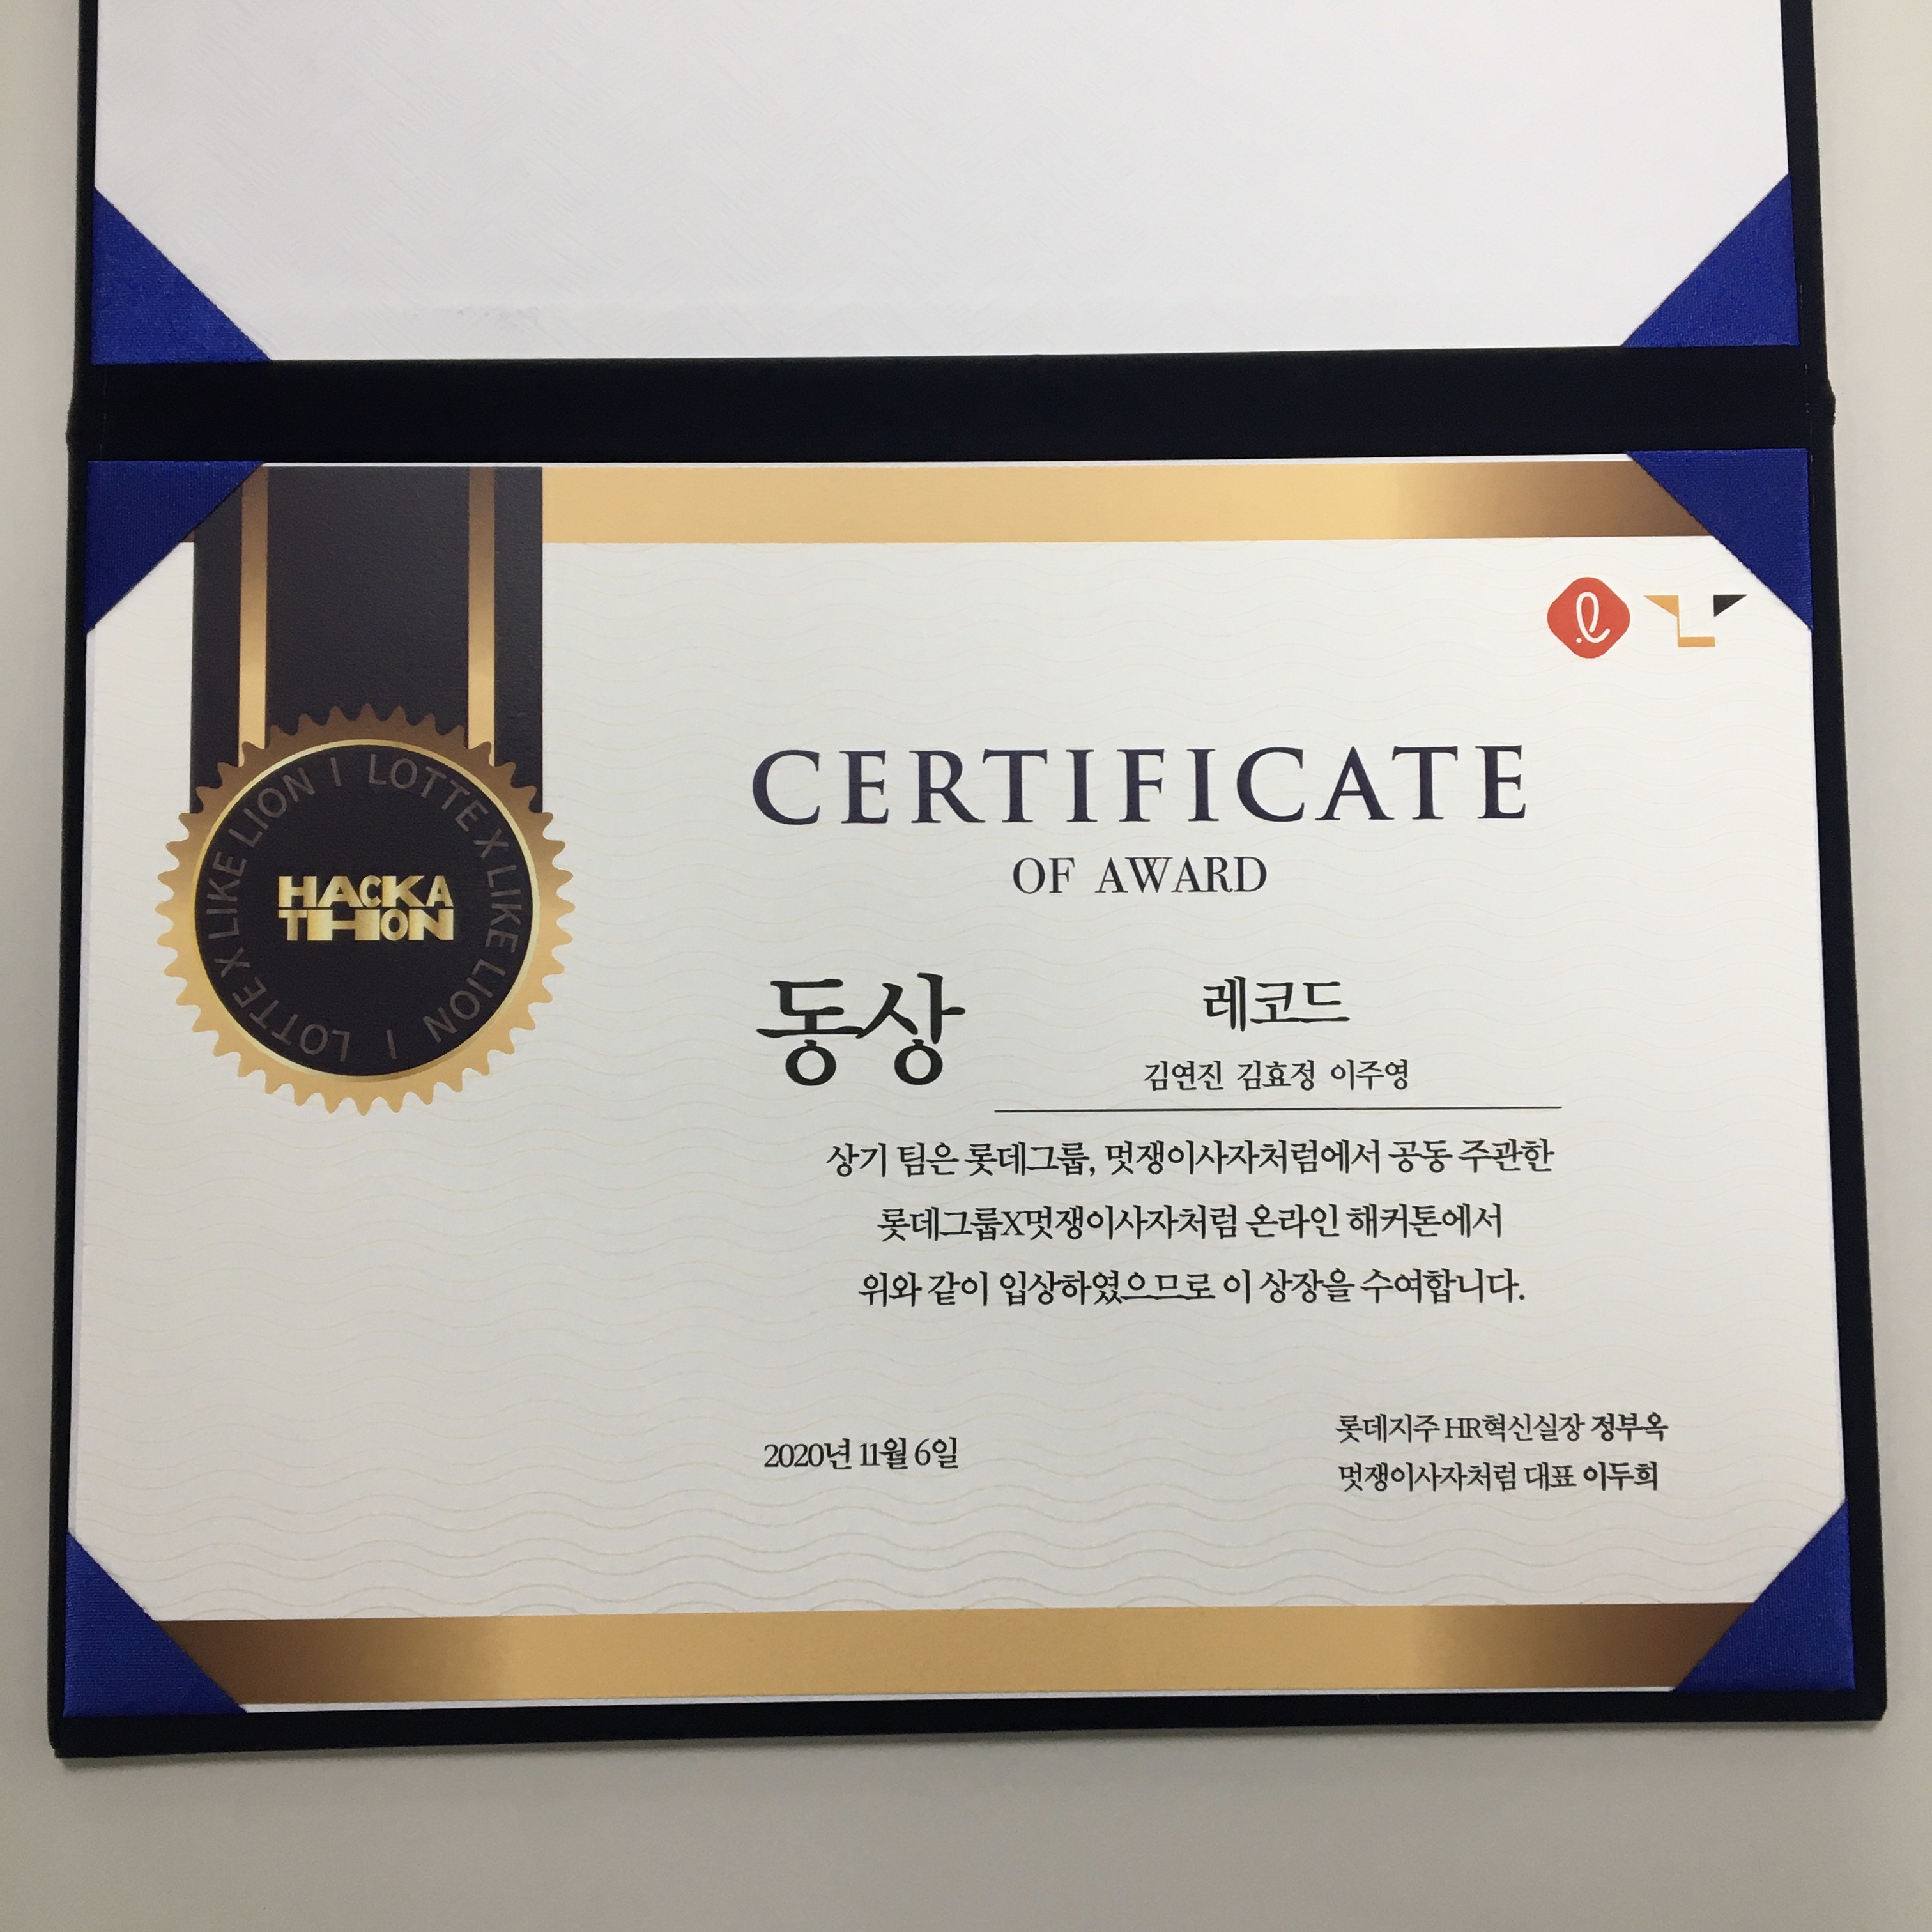 LOTTE X LIKE LION | LOTTE X LIKE LION |
HACKA
THON
CERTIFICATE
OF AWARD
동상
레코드
김연진 김효정 이주영
상기 팀은 롯데그룹, 멋쟁이사자처럼에서 공동 주관한
롯데그룹X멋쟁이사자처럼 온라인 해커톤에서
위와 같이 입상하였으므로 이 상장을 수여합니다.
2020년 11월 6일
롯데지주 HR혁신실장 정부옥
멋쟁이사자처럼 대표 이두희